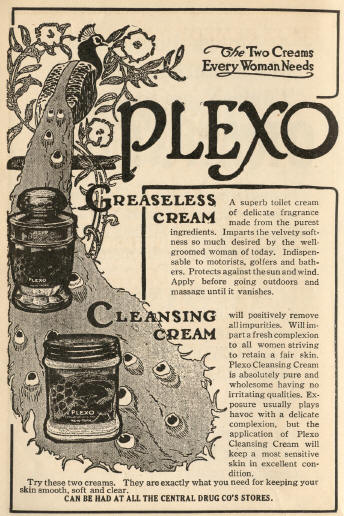 The Two Creams
Every Woman Needs
PLEXO
GREASELESS
CREAM
A superb toilet cream
of delicate fragrance
made from the purest
ingredients. Imparts the velvety soft-
ness so much desired by the well-
groomed woman of today. Indispen-
sable to motorists, golfers and bath-
ers. Protects against the sun and wind.
Apply before going outdoors and
massage until it vanishes.
PLEXO
CLEANSING
CREAM
will positively remove
all impurities. Will im-
part a fresh complexion
to all women striving
to retain a fair skin.
Plexo Cleansing Cream
is absolutely pure and
wholesome having no
irritating qualities. Ex-
posure usually plays
havoc with a delicate
complexion, but the
application of Plexo
Cleansing Cream will
keep a most sensitive
skin in excellent con-
dition.
PLEXO
Try these two creams. They are exactly what you need for keeping your
skin smooth, soft and clear.
CAN BE HAD AT ALL THE CENTRAL DRUG CO'S STORES.